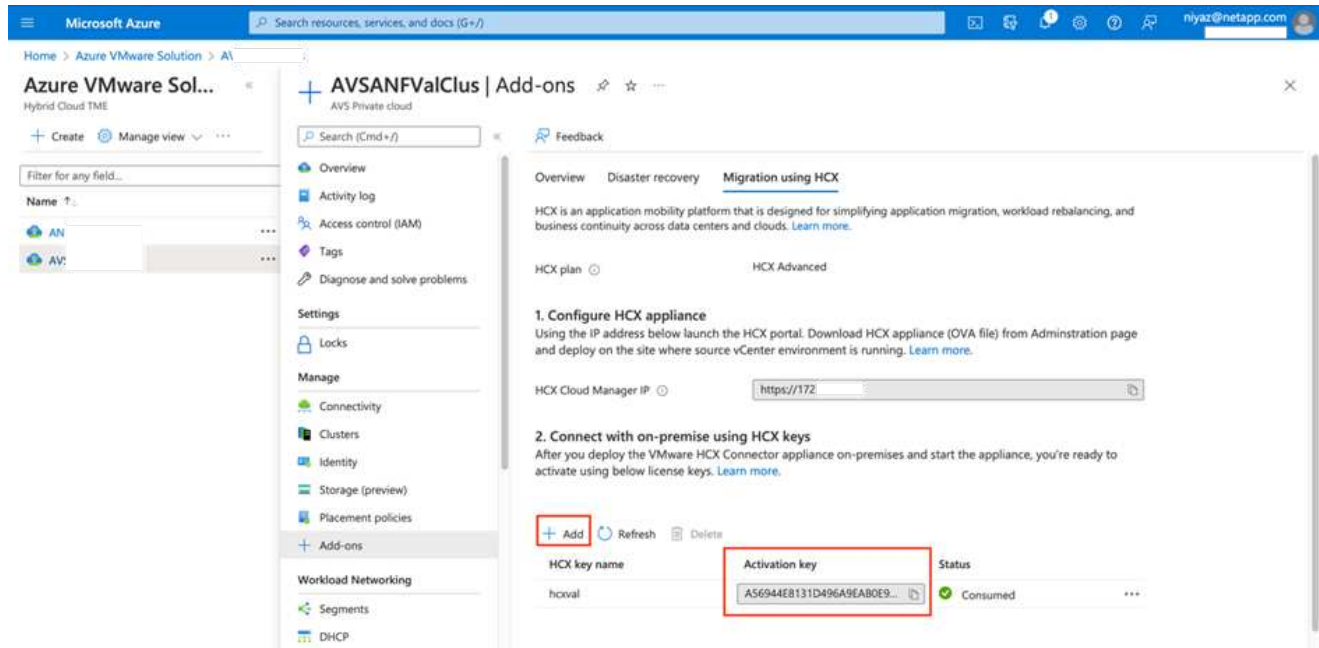 Microsoft Azure
Search resources, services, and docs (G+/)
1
niyaz@netapp.com
Home > Azure VMware Solution >
Azure VMware Sol...
Hybrid Cloud TME
+ Create
Manage view
Filter for any field...
Name ↑↓
AN
AVS
AVSANFValClus | Add-ons
AVS Private cloud
Search (Cmd+/)
Overview
Activity log
Access control (IAM)
Tags
Diagnose and solve problems
Settings
Locks
Manage
Connectivity
Clusters
Identity
Storage (preview)
Placement policies
+ Add-ons
Workload Networking
Segments
DHCP
Feedback
Overview Disaster recovery Migration using HCX
HCX is an application mobility platform that is designed for simplifying application migration, workload rebalancing, and
business continuity across data centers and clouds. Learn more.
HCX plan HCX Advanced
1. Configure HCX appliance
Using the IP address below launch the HCX portal. Download HCX appliance (OVA file) from Adminstration page
and deploy on the site where source vCenter environment is running. Learn more.
HCX Cloud Manager IP https://172
2. Connect with on-premise using HCX keys
After you deploy the VMware HCX Connector appliance on-premises and start the appliance, you're ready to
activate using below license keys. Learn more.
+ Add Refresh Delete
HCX key name Activation key Status
hcxval A56944E8131D496A9EAB0E9... Consumed